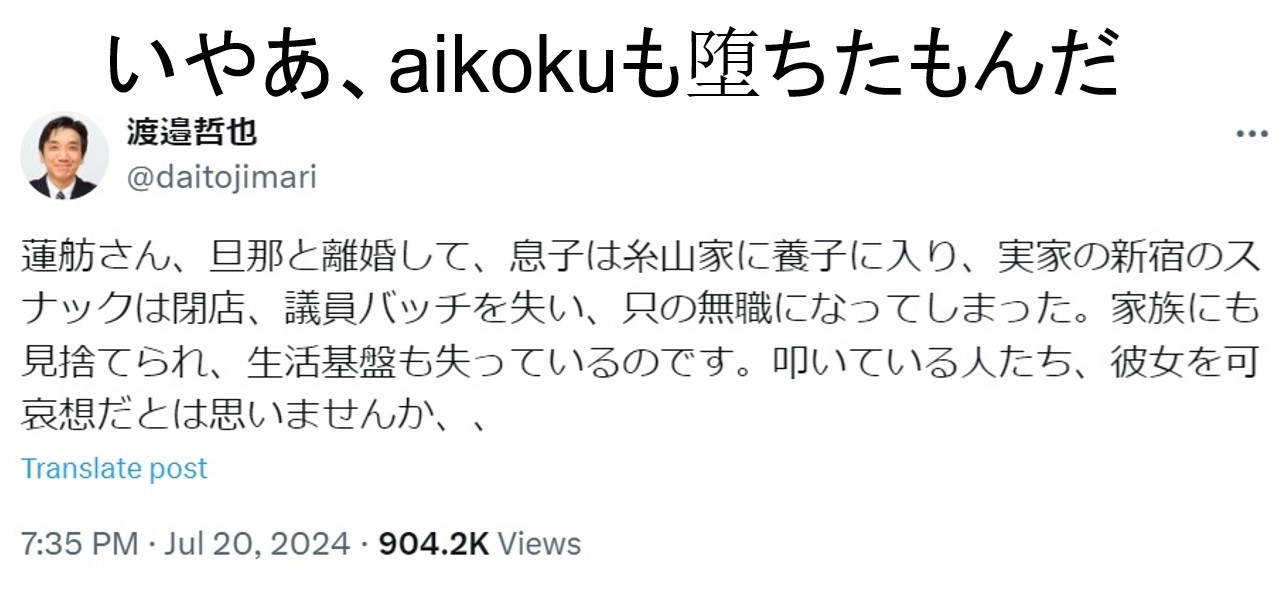 いやあ、aikokuも堕ちたもんだ
渡邉哲也
@daitojimari
蓮舫さん、旦那と離婚して、息子は糸山家に養子に入り、実家の新宿のス
ナックは閉店、議員バッチを失い、只の無職になってしまった。家族にも
見捨てられ、生活基盤も失っているのです。叩いている人たち、彼女を可
哀想だとは思いませんか、、
Translate post
7:35 PM · Jul 20, 2024 · 904.2K Views